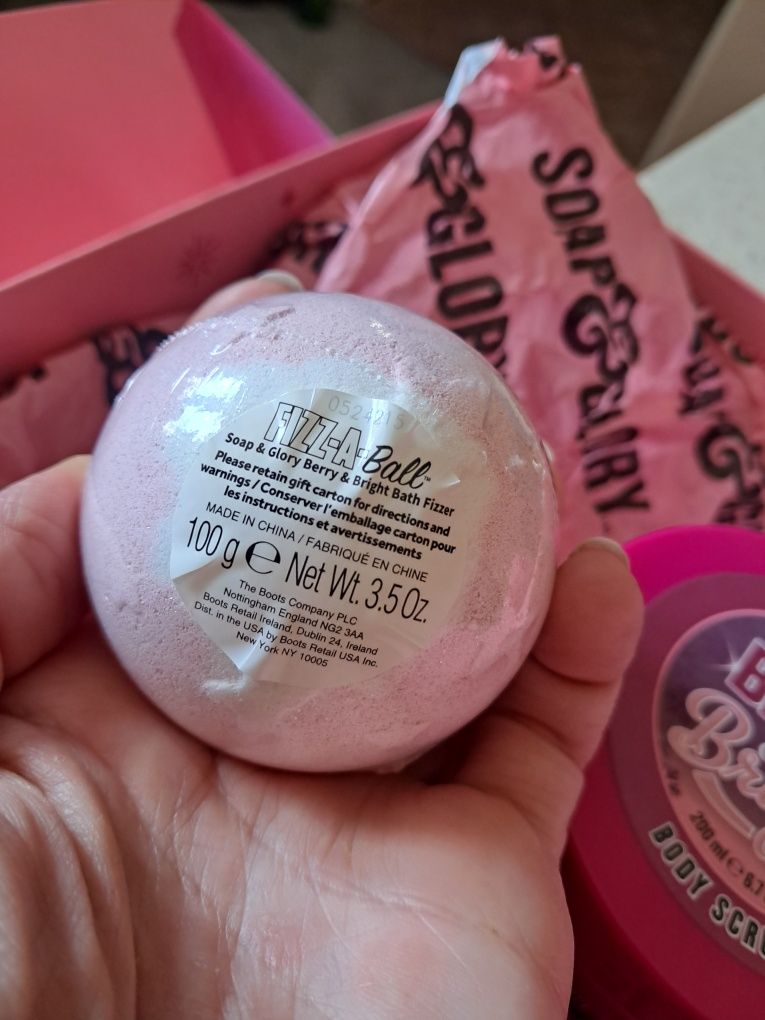 SOAP & GLORY
& GLORY
FIZZ-A-Ball™
Soap & Glory Berry & Bright Bath Fizzer
Please retain gift carton for directions and
warnings / Conserver l'emballage carton pour
les instructions et avertissements
MADE IN CHINA / FABRIQUÉ EN CHINE
100 g ℮ Net Wt. 3.5 Oz.
The Boots Company PLC
Nottingham England NG2 3AA
Boots Retail Ireland, Dublin 24, Ireland
Dist. in the USA by Boots Retail USA Inc.
New York NY 10005
200 ml ℮ 6.7
BODY SCRU